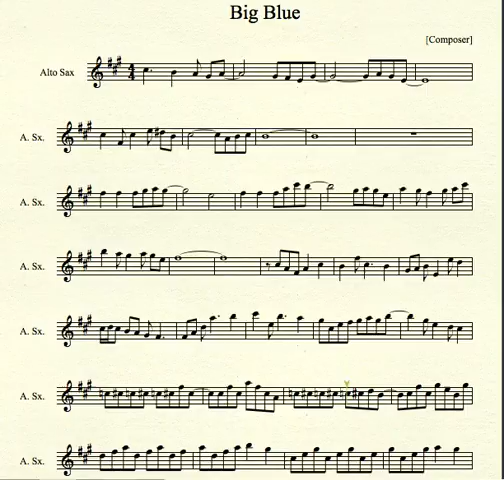 Big Blue
[Composer]
Alto Sax
A. Sx.
A. Sx.
A. Sx.
A. Sx.
A. Sx.
A. Sx.